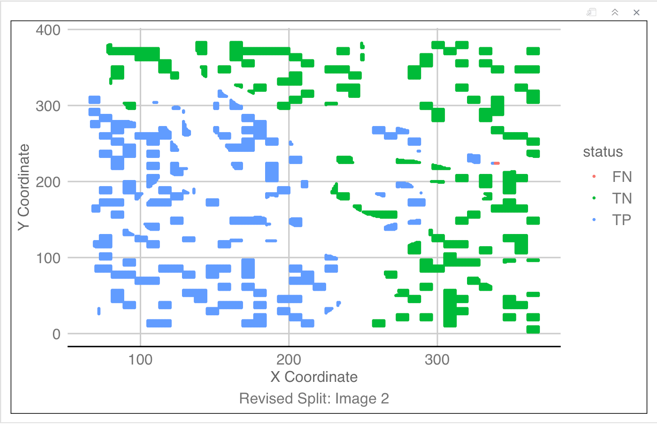 400
300
200
100
0
Y Coordinate
100 200 300
X Coordinate
Revised Split: Image 2
status
FN
TN
TP